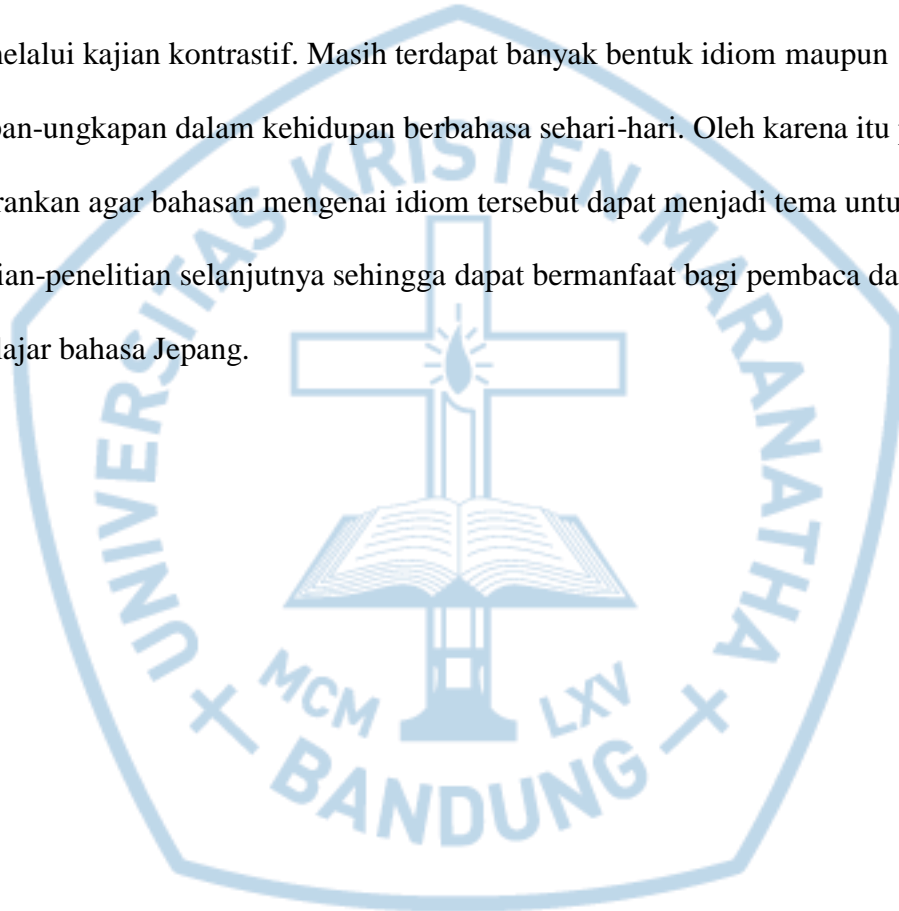 elalui kajian kontrastif. Masih terdapat banyak bentuk idiom maupun
pan-ungkapan dalam kehidupan berbahasa sehari-hari. Oleh karena itu
rankan agar bahasan mengenai idiom tersebut dapat menjadi tema untu
ian-penelitian selanjutnya sehingga dapat bermanfaat bagi pembaca da
lajar bahasa Jepang.
UNIVERSITAS KRISTEN MARANATHA
MCM LXV
BANDUNG